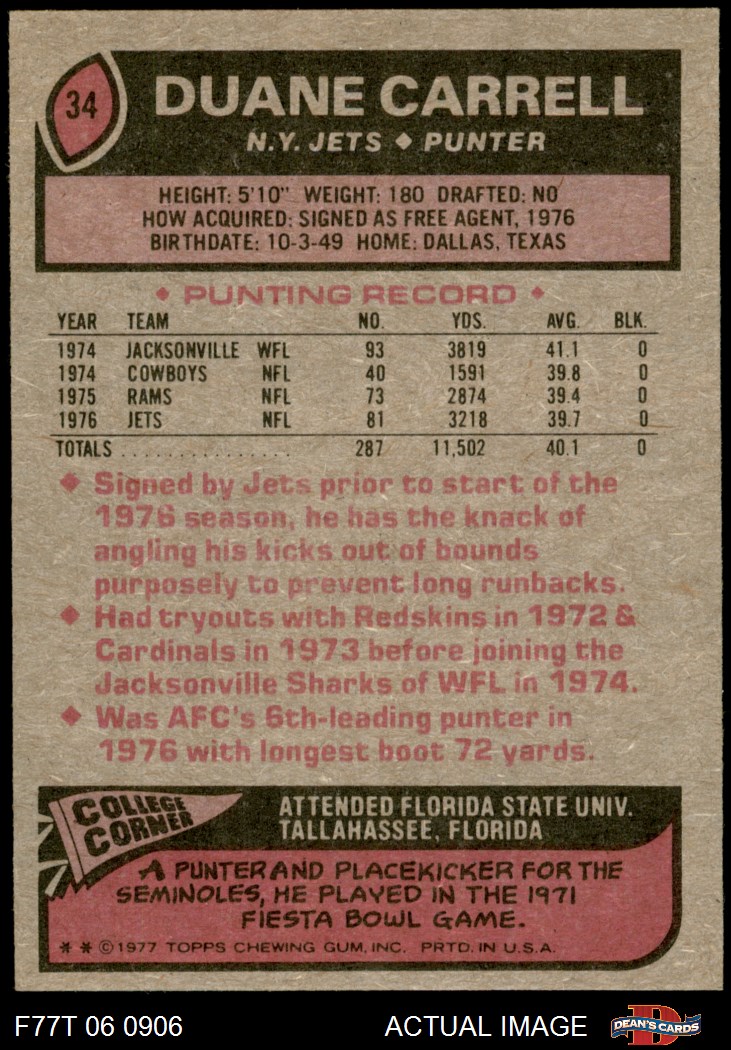 34
DUANE CARRELL
N.Y. JETS ◆ PUNTER
HEIGHT: 5'10" WEIGHT: 180 DRAFTED: NO
HOW ACQUIRED: SIGNED AS FREE AGENT, 1976
BIRTHDATE: 10-3-49 HOME: DALLAS, TEXAS
◆ PUNTING RECORD ◆
YEAR TEAM NO. YDS. AVG. BLK.
1974 JACKSONVILLE WFL 93 3819 41.1 0
1974 COWBOYS NFL 40 1591 39.8 0
1975 RAMS NFL 73 2874 39.4 0
1976 JETS NFL 81 3218 39.7 0
TOTALS . . . . . . . . . . . . . . . 287 11,502 40.1 0
◆ Signed by Jets prior to start of the
1976 season, he has the knack of
angling his kicks out of bounds
purposely to prevent long runbacks.
◆ Had tryouts with Redskins in 1972 &
Cardinals in 1973 before joining the
Jacksonville Sharks of WFL in 1974.
◆ Was AFC's 6th-leading punter in
1976 with longest boot 72 yards.
COLLEGE
CORNER
ATTENDED FLORIDA STATE UNIV.
TALLAHASSEE, FLORIDA
A PUNTER AND PLACEKICKER FOR THE
SEMINOLES, HE PLAYED IN THE 1971
FIESTA BOWL GAME.
* * © 1977 TOPPS CHEWING GUM, INC. PRTD. IN U.S.A.
F77T 06 0906 ACTUAL IMAGE D DEAN'S CARDS